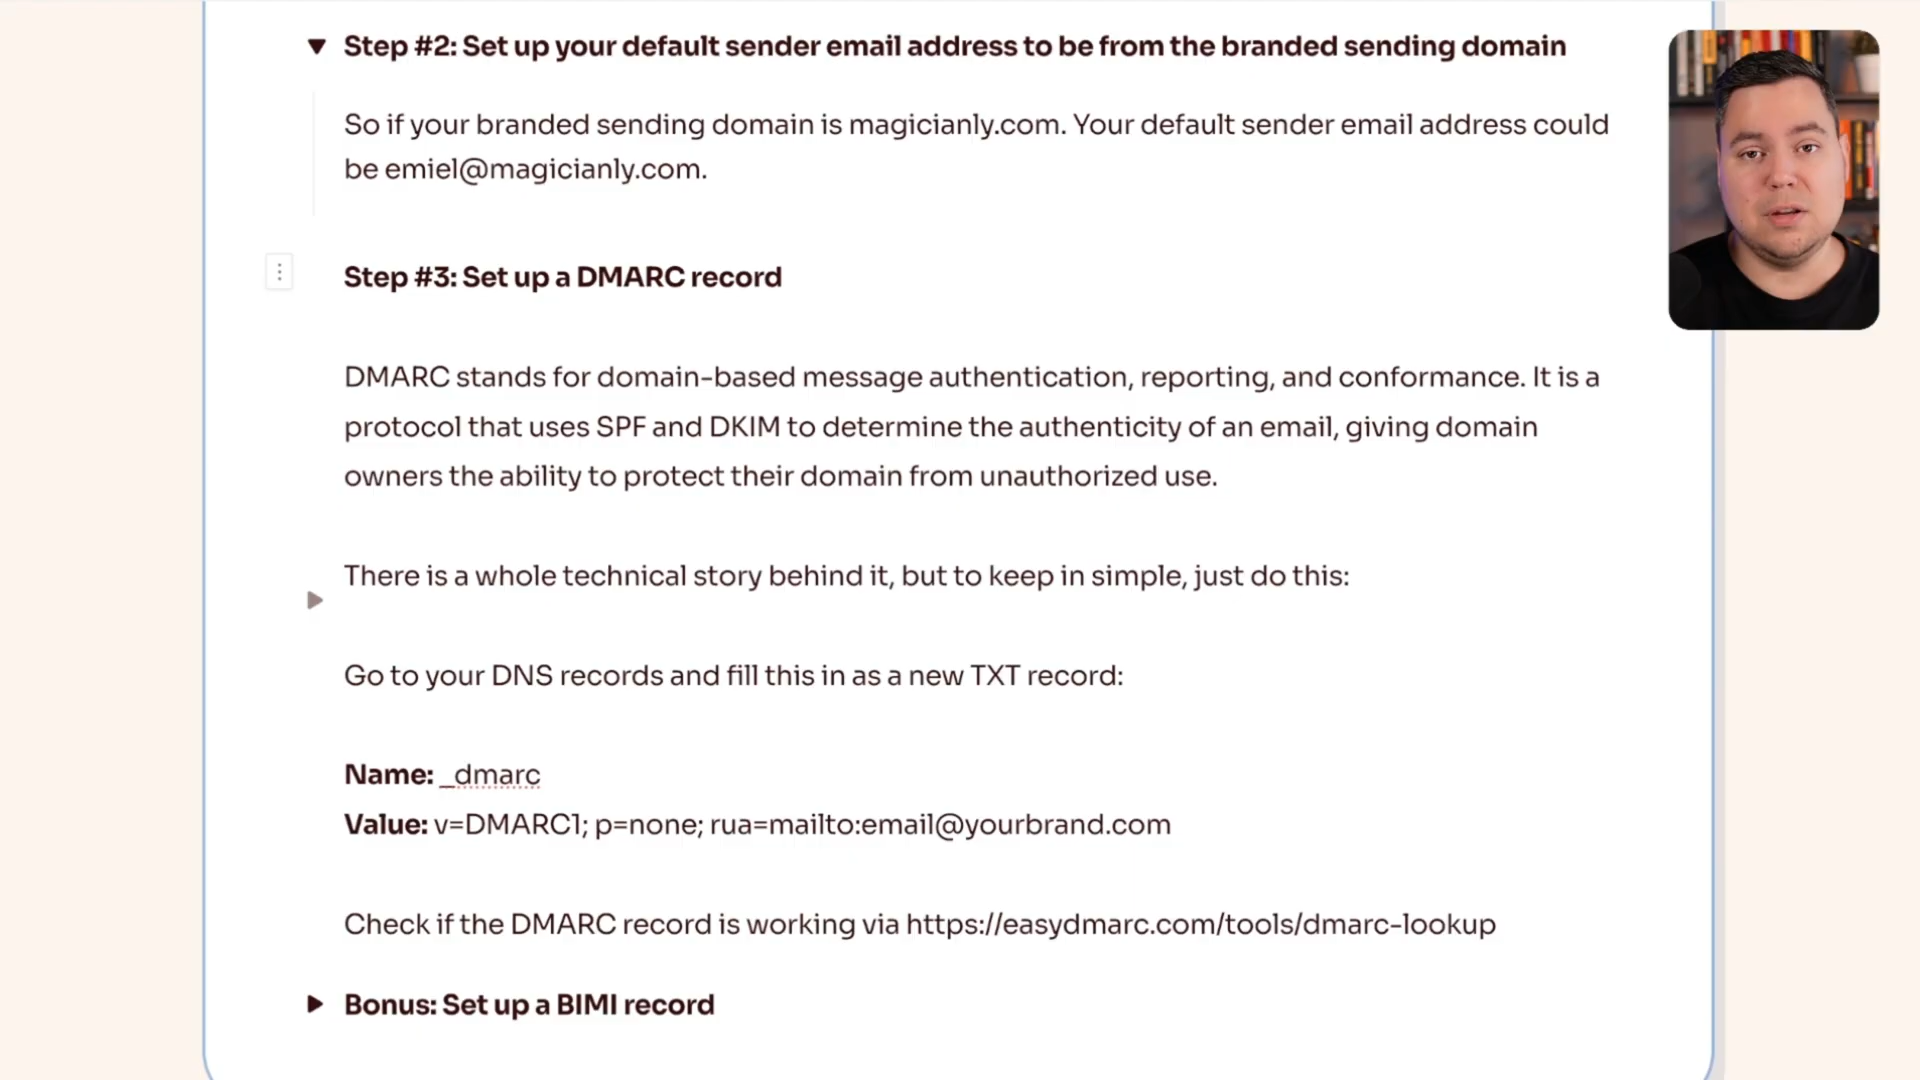 Step #2: Set up your default sender email address to be from the branded sending domain
So if your branded sending domain is magicianly.com. Your default sender email address could
be emiel@magicianly.com.
Step #3: Set up a DMARC record
DMARC stands for domain-based message authentication, reporting, and conformance. It is a
protocol that uses SPF and DKIM to determine the authenticity of an email, giving domain
owners the ability to protect their domain from unauthorized use.
There is a whole technical story behind it, but to keep in simple, just do this:
Go to your DNS records and fill this in as a new TXT record:
Name: _dmarc
Value: v=DMARC1; p=none; rua=mailto:email@yourbrand.com
Check if the DMARC record is working via https://easydmarc.com/tools/dmarc-lookup
Bonus: Set up a BIMI record